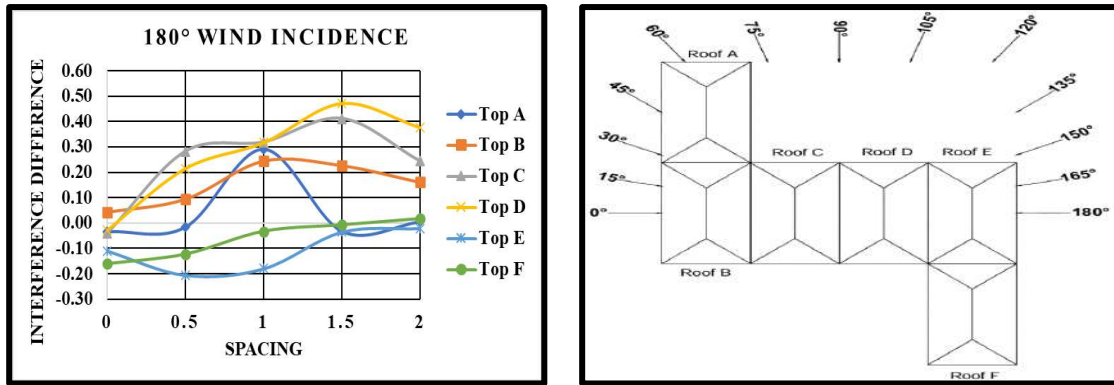 180° WIND INCIDENCE
INTERFERENCE DIFFERENCE
0.60
0.50
0.40
0.30
0.20
0.10
0.00
-0.10
-0.20
-0.30
0 0.5 1 1.5 2
SPACING
Top A
Top B
Top C
Top D
Top E
Top F
60° 75° 90° 105° 120°
Roof A
45° 135°
30° 150°
Roof C Roof D Roof E
15° 165°
0° 180°
Roof B
Roof F